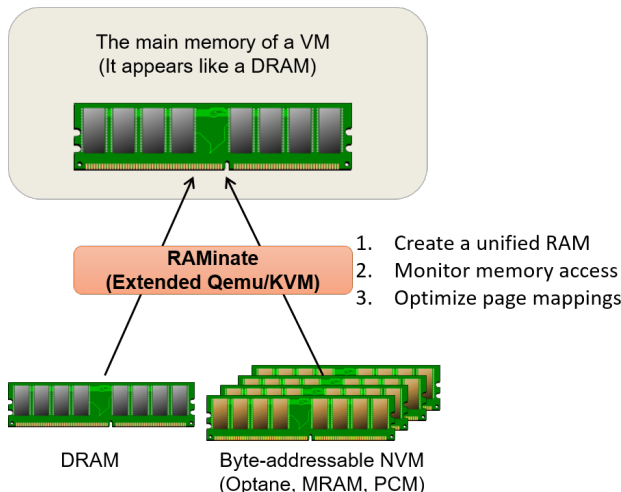 The main memory of a VM
(It appears like a DRAM)
RAMinate
(Extended Qemu/KVM)
1. Create a unified RAM
2. Monitor memory access
3. Optimize page mappings
DRAM
Byte-addressable NVM
(Optane, MRAM, PCM)